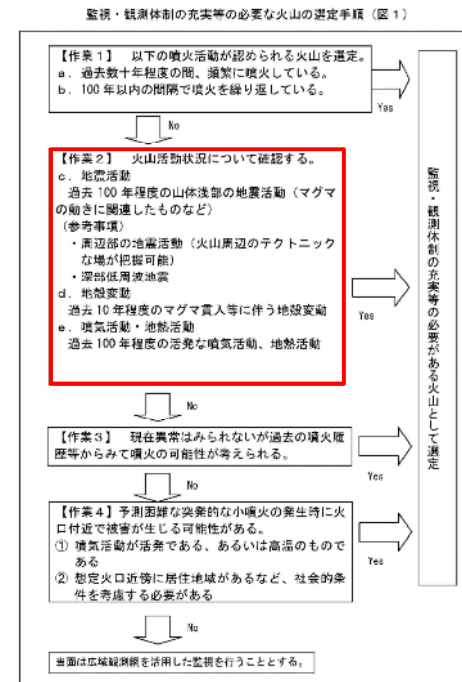 監視・観測体制の充実等の必要な火山の選定手順（図１）
【作業１】　以下の噴火活動が認められる火山を選定。
ａ．過去数十年程度の間、頻繁に噴火している。
ｂ．100年以内の間隔で噴火を繰り返している。
Yes
No
【作業２】　火山活動状況について確認する。
ｃ．地震活動
過去100年程度の山体浅部の地震活動（マグマ
の動きに関連したものなど）
（参考事項）
・周辺部の地震活動（火山周辺のテクトニック
な場が把握可能）
・深部低周波地震
ｄ．地殻変動
過去10年程度のマグマ貫入等に伴う地殻変動
ｅ．噴気活動・地熱活動
過去100年程度の活発な噴気活動、地熱活動
Yes
No
【作業３】　現在異常はみられないが過去の噴火履
歴等からみて噴火の可能性が考えられる。
Yes
No
【作業４】予測困難な突発的な小噴火の発生時に火
口付近で被害が生じる可能性がある。
①　噴気活動が活発である、あるいは高温のもので
ある
②　想定火口近傍に居住地域があるなど、社会的条
件を考慮する必要がある
Yes
No
当面は広域観測網を活用した監視を行うこととする。
監視・観測体制の充実等の必要がある火山として選定